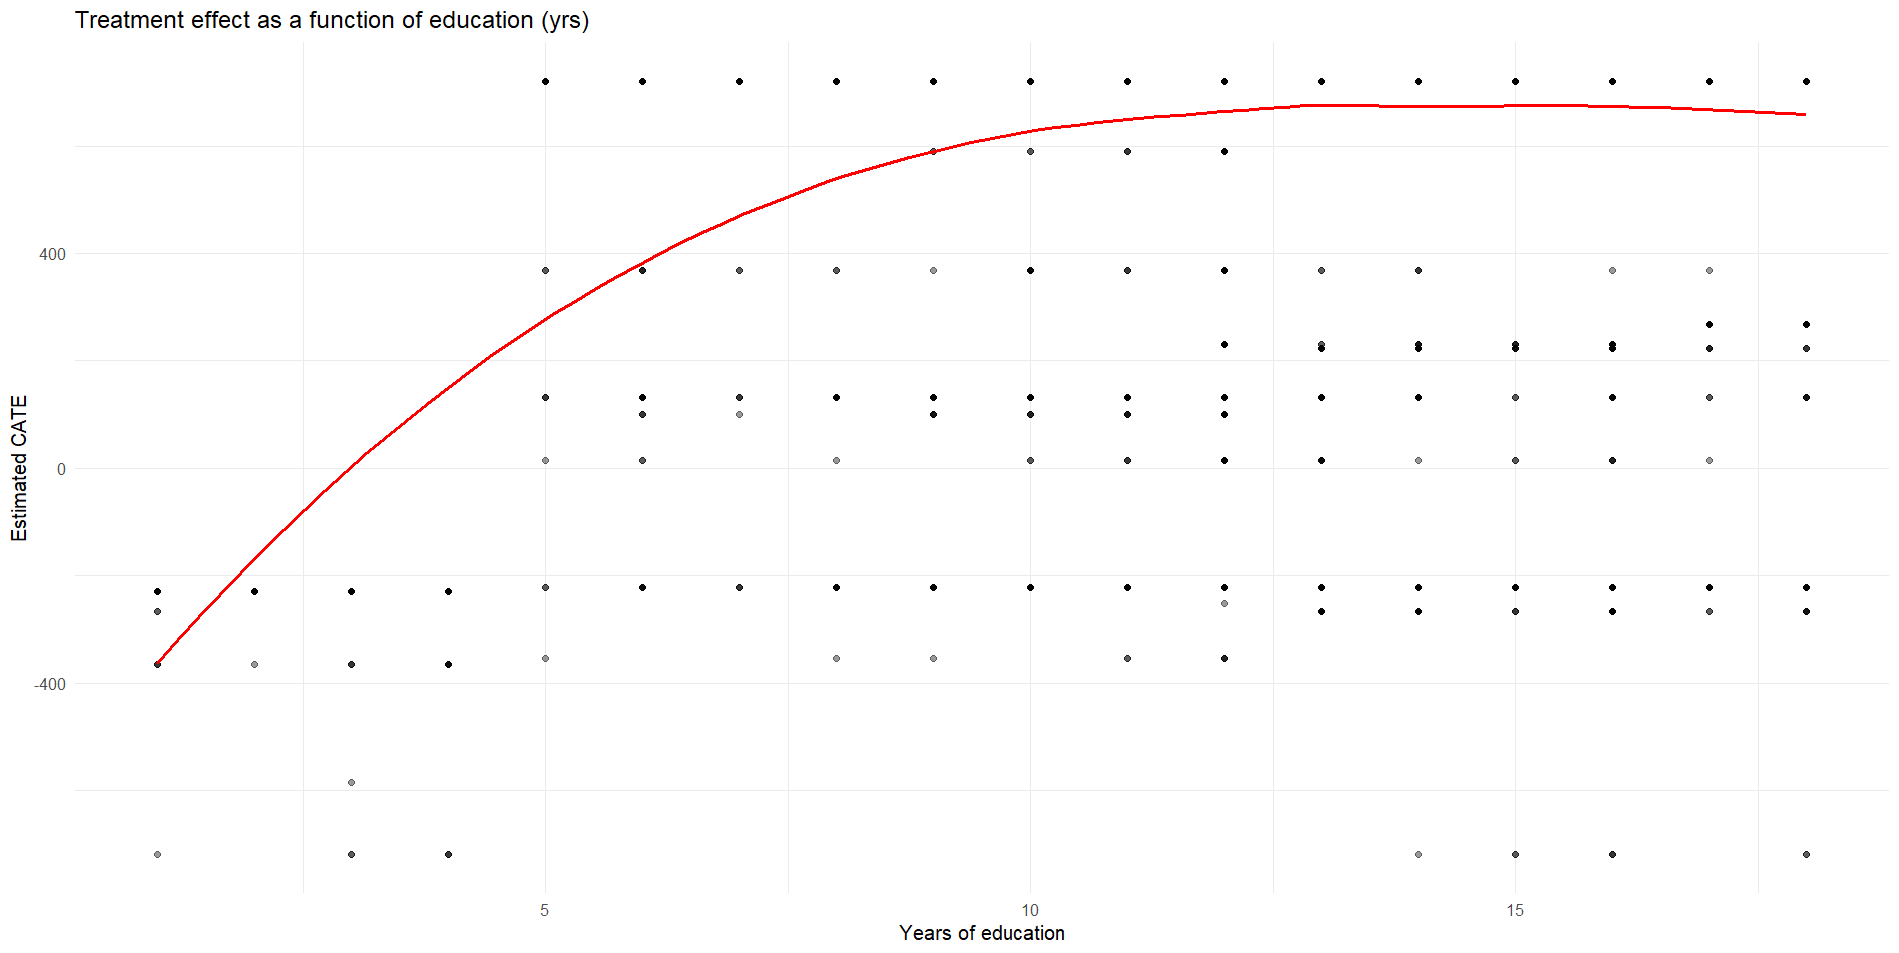 Treatment effect as a function of education (yrs)
Estimated CATE
400
0
-400
5
10
15
Years of education